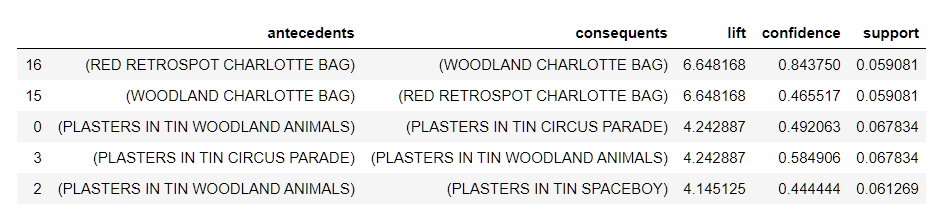 antecedents consequents lift confidence support
16 (RED RETROSPOT CHARLOTTE BAG) (WOODLAND CHARLOTTE BAG) 6.648168 0.843750 0.059081
15 (WOODLAND CHARLOTTE BAG) (RED RETROSPOT CHARLOTTE BAG) 6.648168 0.465517 0.059081
0 (PLASTERS IN TIN WOODLAND ANIMALS) (PLASTERS IN TIN CIRCUS PARADE) 4.242887 0.492063 0.067834
3 (PLASTERS IN TIN CIRCUS PARADE) (PLASTERS IN TIN WOODLAND ANIMALS) 4.242887 0.584906 0.067834
2 (PLASTERS IN TIN WOODLAND ANIMALS) (PLASTERS IN TIN SPACEBOY) 4.145125 0.444444 0.061269